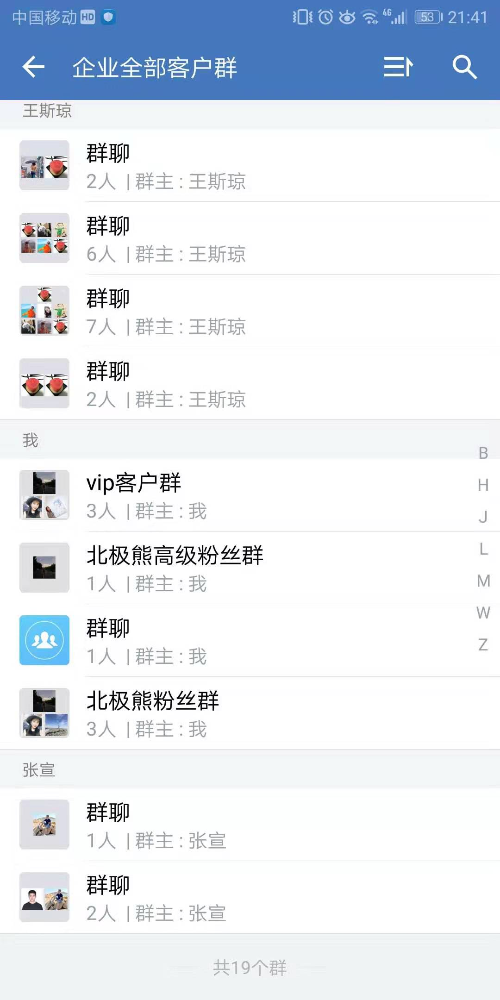 中国移动 HD 4G 53 21:41
企业全部客户群
王斯琼
群聊
2人 | 群主 : 王斯琼
群聊
6人 | 群主 : 王斯琼
群聊
7人 | 群主 : 王斯琼
群聊
2人 | 群主 : 王斯琼
我
B
vip客户群
H
3人 | 群主 : 我
J
北极熊高级粉丝群
L
1人 | 群主 : 我
M
群聊
W
1人 | 群主 : 我
Z
北极熊粉丝群
3人 | 群主 : 我
张宣
群聊
1人 | 群主 : 张宣
群聊
2人 | 群主 : 张宣
共19个群